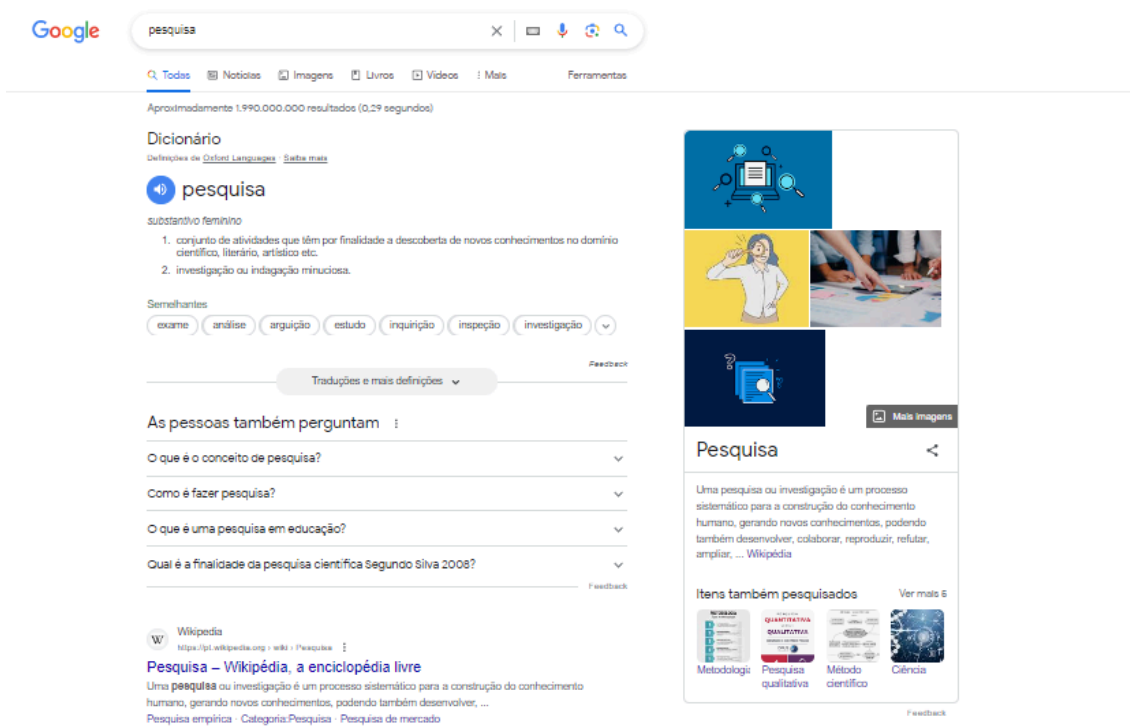 Google
pesquisa
Todas Notícias Imagens Livros Vídeos Mais Ferramentas
Aproximadamente 1.990.000.000 resultados (0,29 segundos)
Dicionário
Definições de Oxford Languages · Saiba mais
pesquisa
substantivo feminino
1. conjunto de atividades que têm por finalidade a descoberta de novos conhecimentos no domínio
científico, literário, artístico etc.
2. investigação ou indagação minuciosa.
Semelhantes
exame análise arguição estudo inquirição inspeção investigação
Feedback
Traduções e mais definições
As pessoas também perguntam
O que é o conceito de pesquisa?
Como é fazer pesquisa?
O que é uma pesquisa em educação?
Qual é a finalidade da pesquisa científica Segundo Silva 2008?
Feedback
W
Wikipedia
https://pt.wikipedia.org › wiki › Pesquisa
Pesquisa – Wikipédia, a enciclopédia livre
Uma pesquisa ou investigação é um processo sistemático para a construção do conhecimento
humano, gerando novos conhecimentos, podendo também desenvolver, ...
Pesquisa empírica · Categoria:Pesquisa · Pesquisa de mercado
Mais imagens
Pesquisa
Uma pesquisa ou investigação é um processo
sistemático para a construção do conhecimento
humano, gerando novos conhecimentos, podendo
também desenvolver, colaborar, reproduzir, refutar,
ampliar, ... Wikipédia
Itens também pesquisados Ver mais 5
QUANTITATIVA
QUALITATIVA
Metodologia Pesquisa Método Ciência
qualitativa científico
Feedback